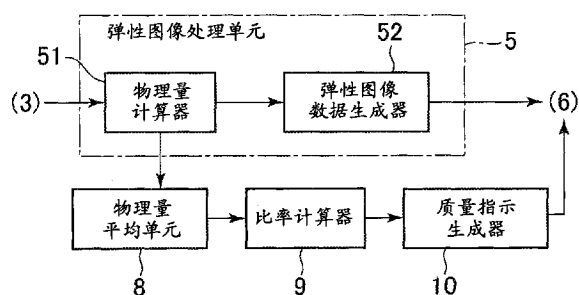 弹性图像处理单元
51
52
5
(3)
物理量
计算器
弹性图像
数据生成器
(6)
物理量
平均单元
比率计算器
质量指示
生成器
8
9
10